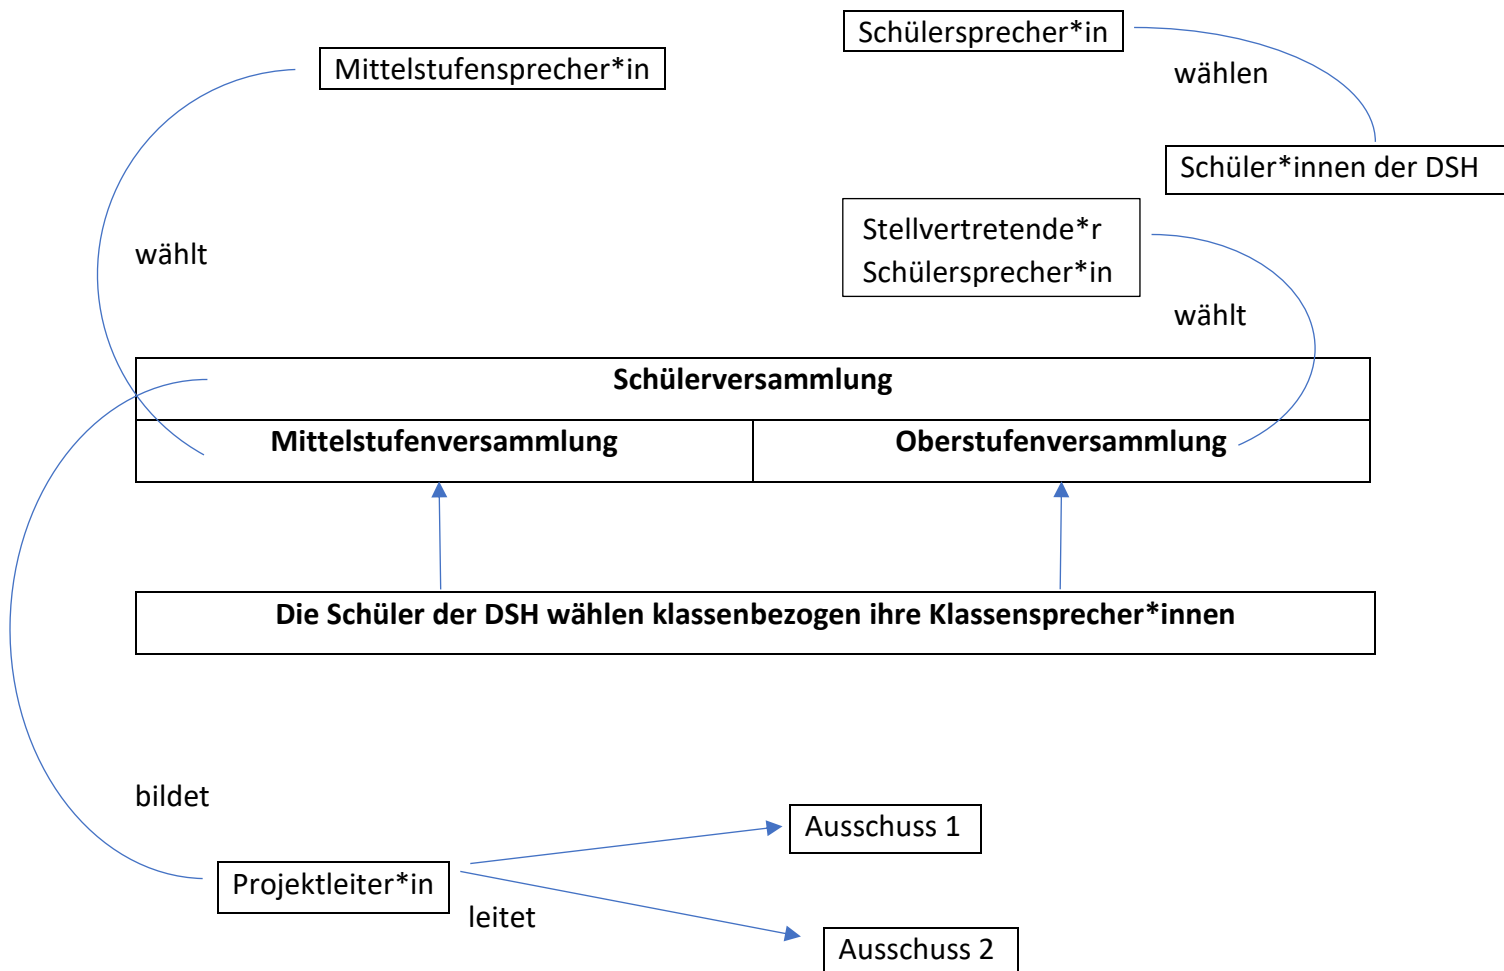 Schülersprecher*in
Mittelstufensprecher*in
wählen
Schüler*innen der DSH
Stellvertretende*r
Schülersprecher*in
wählt
wählt
Schülerversammlung
Mittelstufenversammlung
Oberstufenversammlung
Die Schüler der DSH wählen klassenbezogen ihre Klassensprecher*innen
bildet
Ausschuss 1
Projektleiter*in
leitet
Ausschuss 2